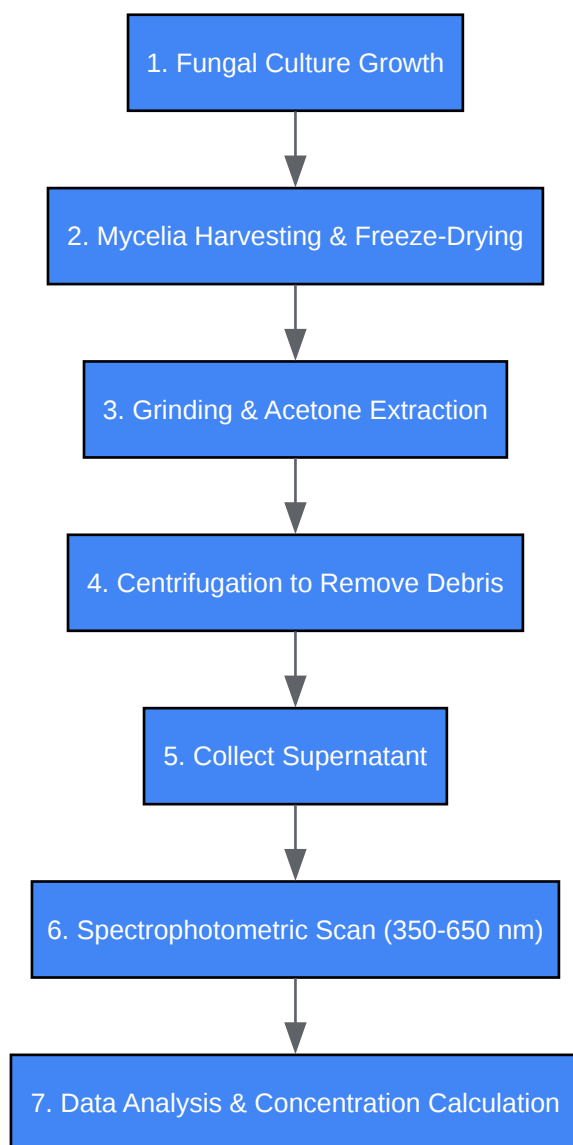 1. Fungal Culture Growth
2. Mycelia Harvesting & Freeze-Drying
3. Grinding & Acetone Extraction
4. Centrifugation to Remove Debris
5. Collect Supernatant
6. Spectrophotometric Scan (350-650 nm)
7. Data Analysis & Concentration Calculation